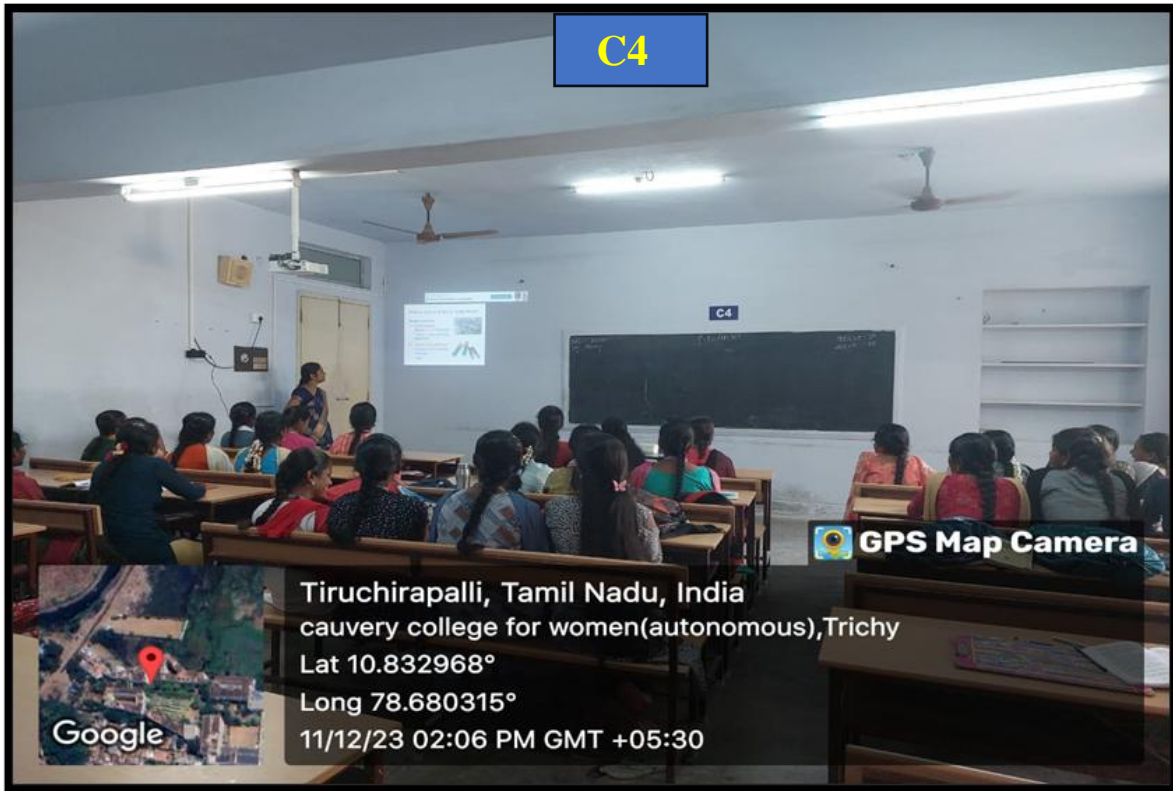 C4
C4
GPS Map Camera
Tiruchirapalli, Tamil Nadu, India
cauvery college for women(autonomous),Trichy
Lat 10.832968°
Long 78.680315°
11/12/23 02:06 PM GMT +05:30
Google